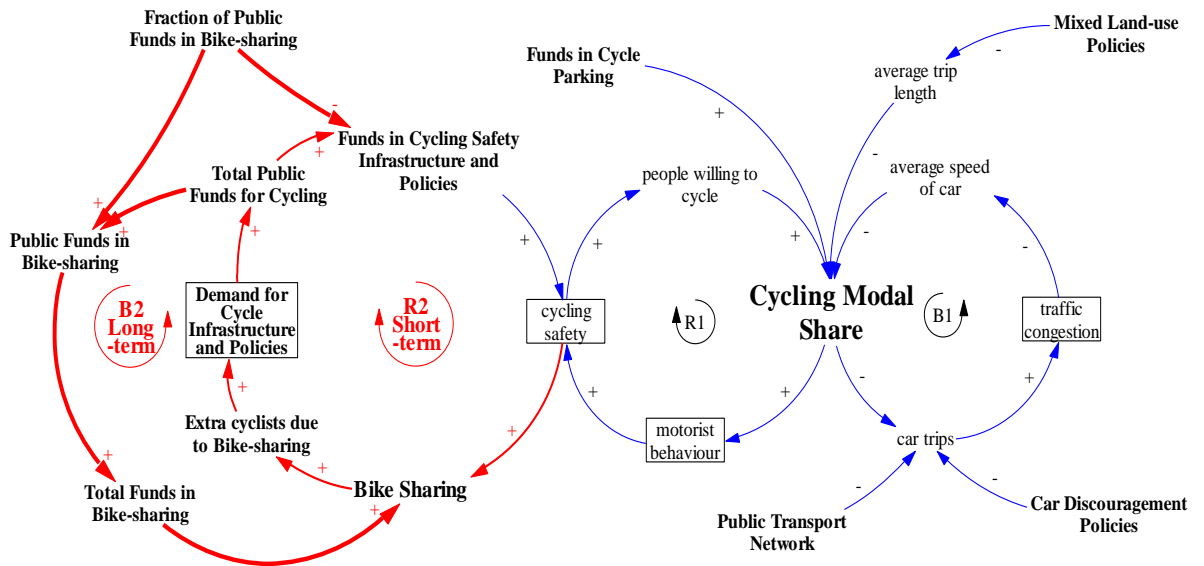 Fraction of Public
Funds in Bike-sharing
Funds in Cycle
Parking
Mixed Land-use
Policies
-
average trip
length
+
-
Funds in Cycling Safety
Infrastructure and
Policies
+
Total Public
Funds for Cycling
people willing to
cycle
-
average speed
of car
+
+
+
Public Funds in
Bike-sharing
+
+
+
-
-
B2
Long
-term
Demand for
Cycle
Infrastructure
and Policies
R2
Short
-term
cycling
safety
R1
Cycling Modal
Share
B1
traffic
congestion
+
+
+
-
+
Extra cyclists due
to Bike-sharing
+
motorist
behaviour
car trips
+
+
Total Funds in
Bike-sharing
Bike Sharing
+
-
-
Public Transport
Network
Car Discouragement
Policies